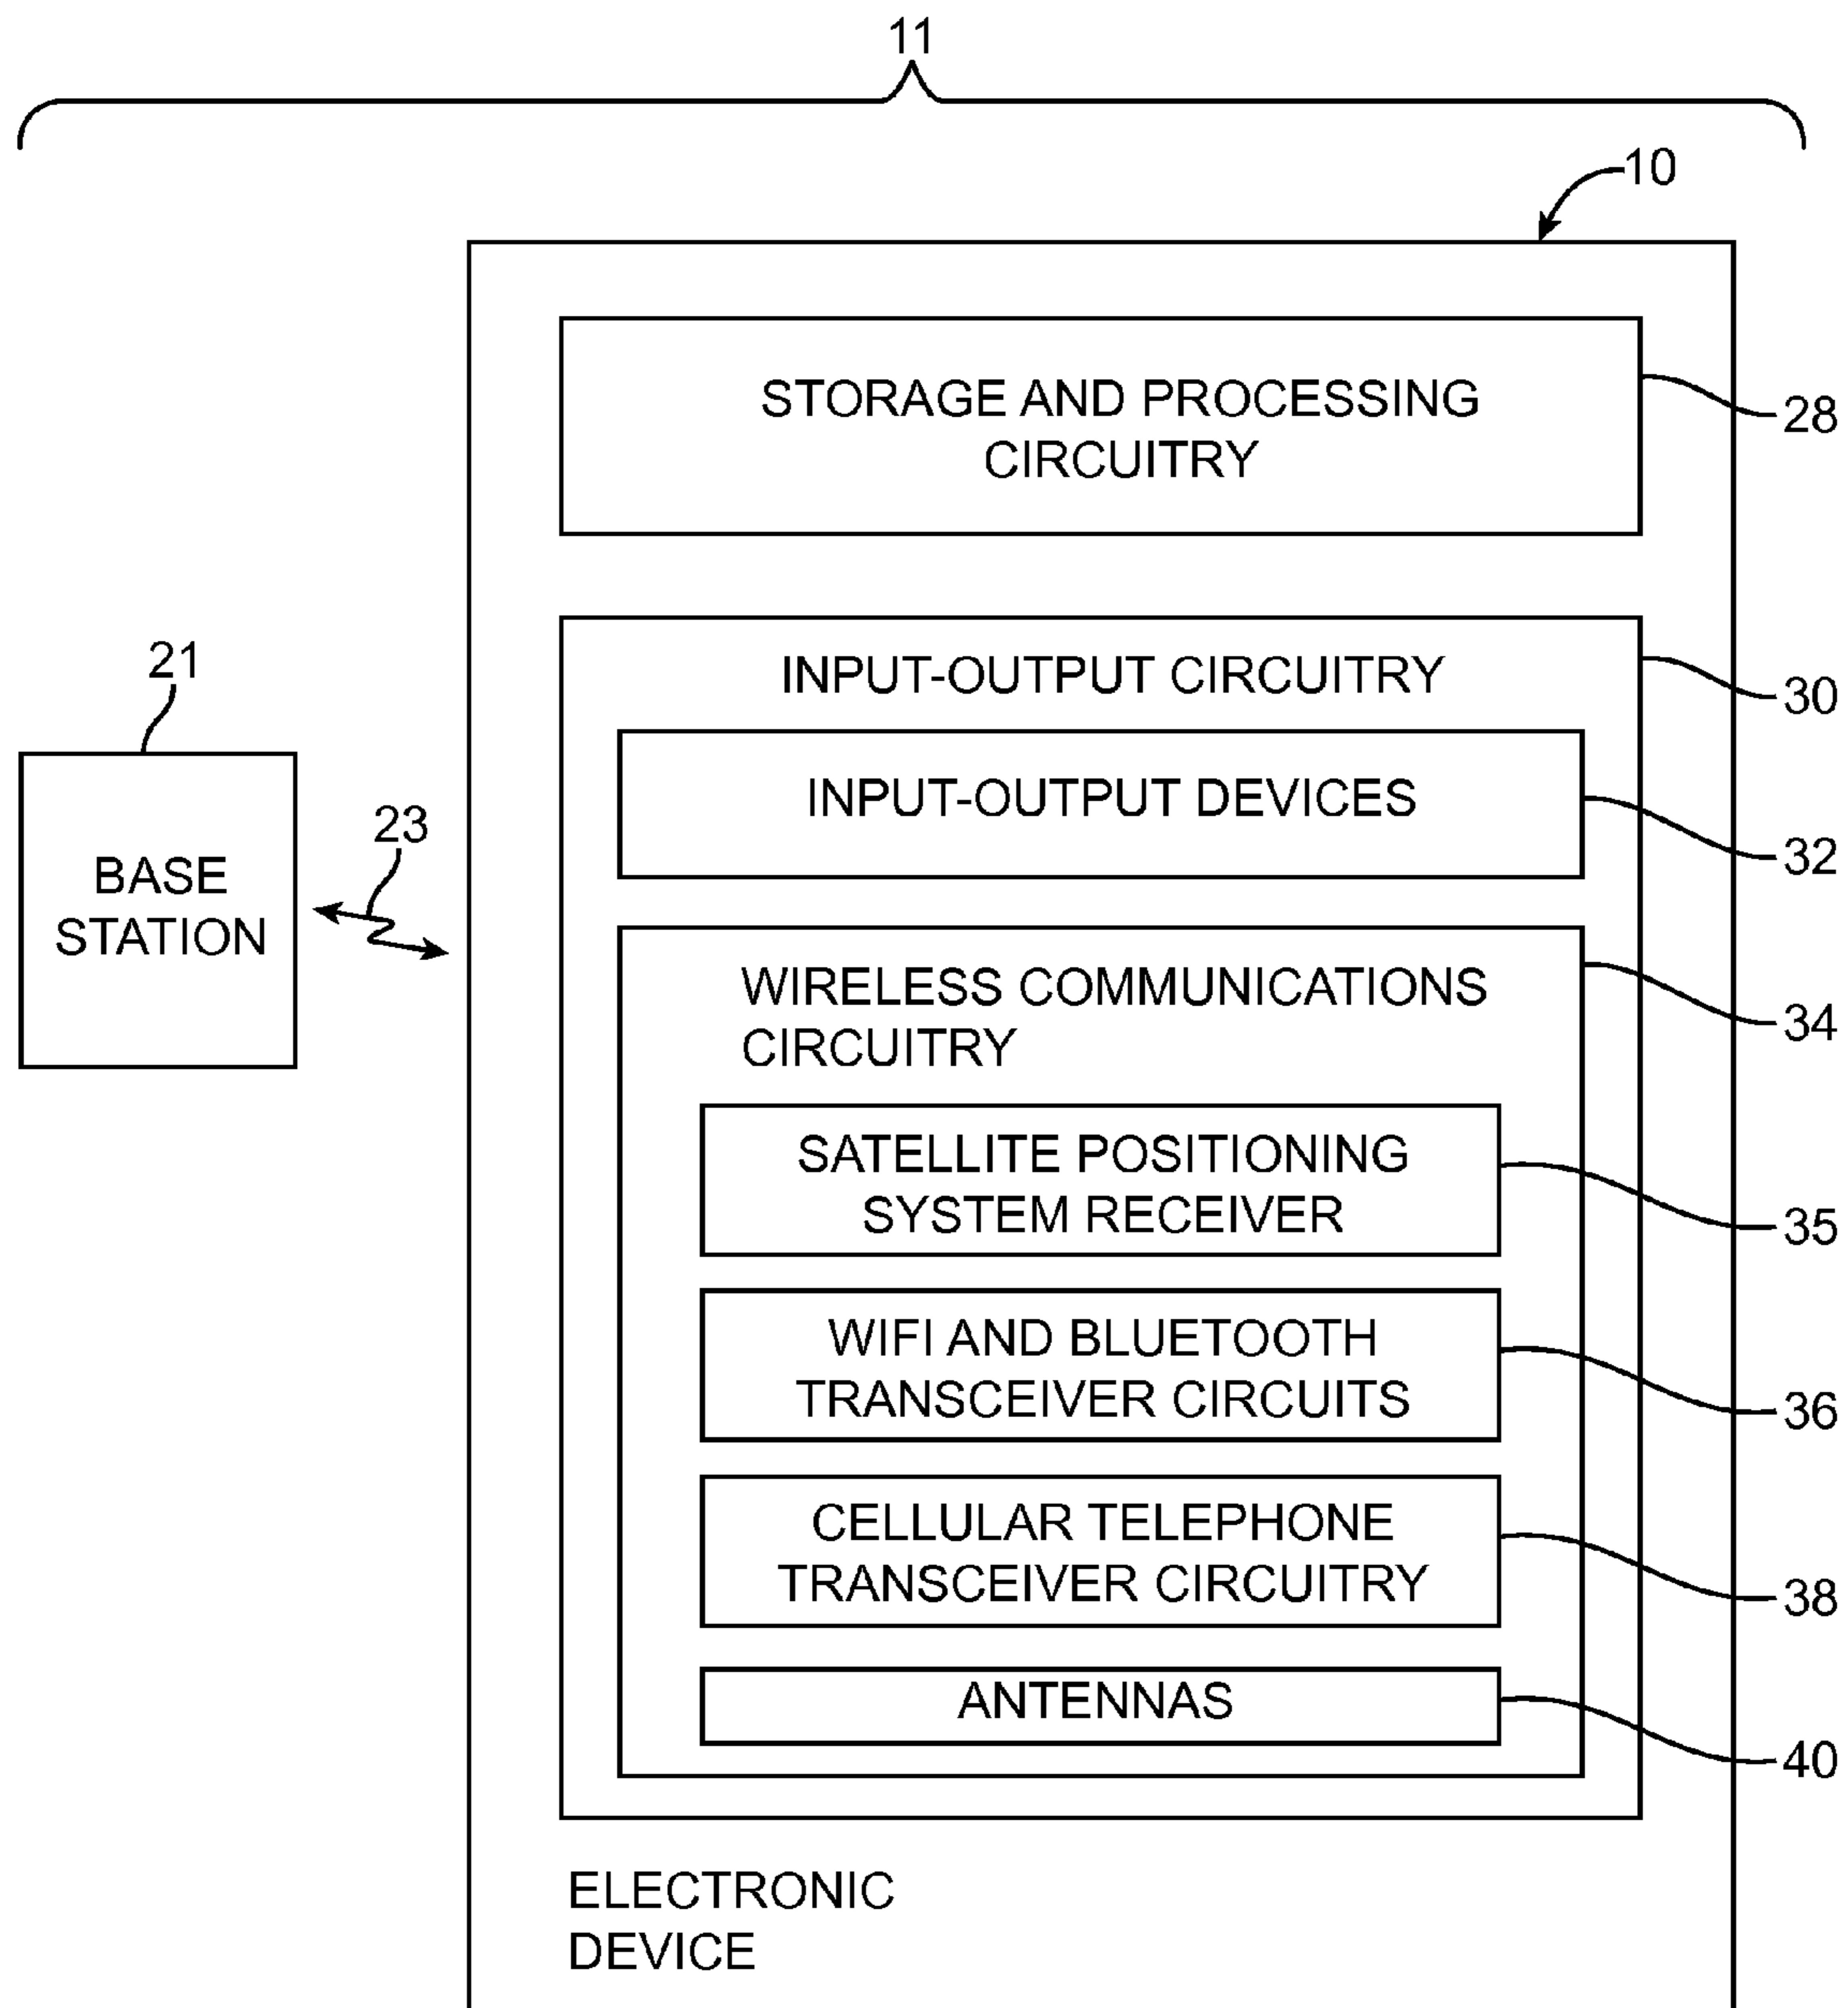 11
10
STORAGE AND PROCESSING
CIRCUITRY
28
INPUT-OUTPUT CIRCUITRY
30
21
INPUT-OUTPUT DEVICES
32
23
BASE
STATION
WIRELESS COMMUNICATIONS
CIRCUITRY
34
SATELLITE POSITIONING
SYSTEM RECEIVER
35
WIFI AND BLUETOOTH
TRANSCEIVER CIRCUITS
36
CELLULAR TELEPHONE
TRANSCEIVER CIRCUITRY
38
ANTENNAS
40
ELECTRONIC
DEVICE